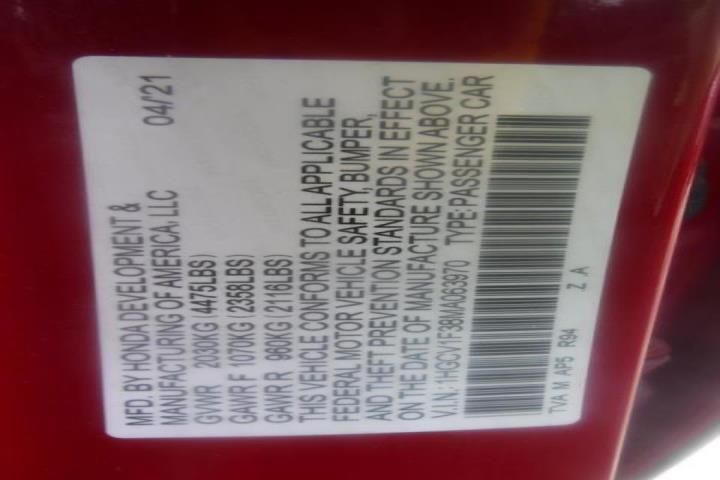 MFD. BY HONDA DEVELOPMENT &
MANUFACTURING OF AMERICA, LLC 04/21
GVWR 2030KG (4475LBS)
GAWR F 1070KG (2358LBS)
GAWR R 960KG (2116LBS)
THIS VEHICLE CONFORMS TO ALL APPLICABLE
FEDERAL MOTOR VEHICLE SAFETY, BUMPER,
AND THEFT PREVENTION STANDARDS IN EFFECT
ON THE DATE OF MANUFACTURE SHOWN ABOVE.
V.I.N.: 1HGCV1F38MA063970 TYPE:PASSENGER CAR
TVA M AP5 R94 Z A